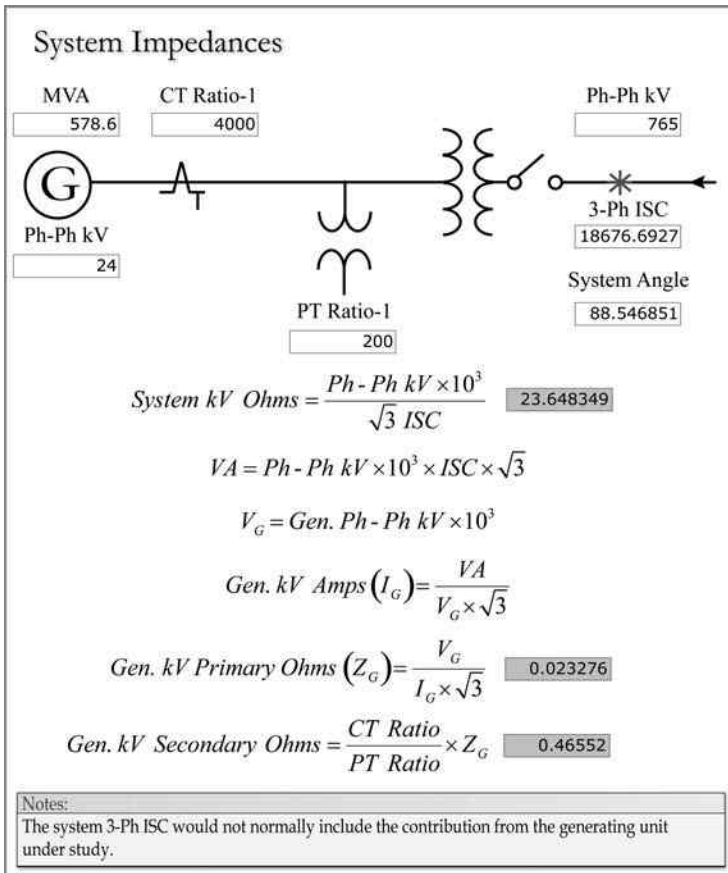 System Impedances
MVA CT Ratio-1 Ph-Ph kV
578.6 4000 765
G
T
3-Ph ISC
Ph-Ph kV 18676.6927
24 System Angle
PT Ratio-1 88.546851
200
System kV Ohms = Ph - Ph kV × 10³ / √3 ISC 23.648349
VA = Ph - Ph kV × 10³ × ISC × √3
V_G = Gen. Ph - Ph kV × 10³
Gen. kV Amps (I_G) = VA / V_G × √3
Gen. kV Primary Ohms (Z_G) = V_G / I_G × √3 0.023276
Gen. kV Secondary Ohms = CT Ratio / PT Ratio × Z_G 0.46552
Notes:
The system 3-Ph ISC would not normally include the contribution from the generating unit
under study.